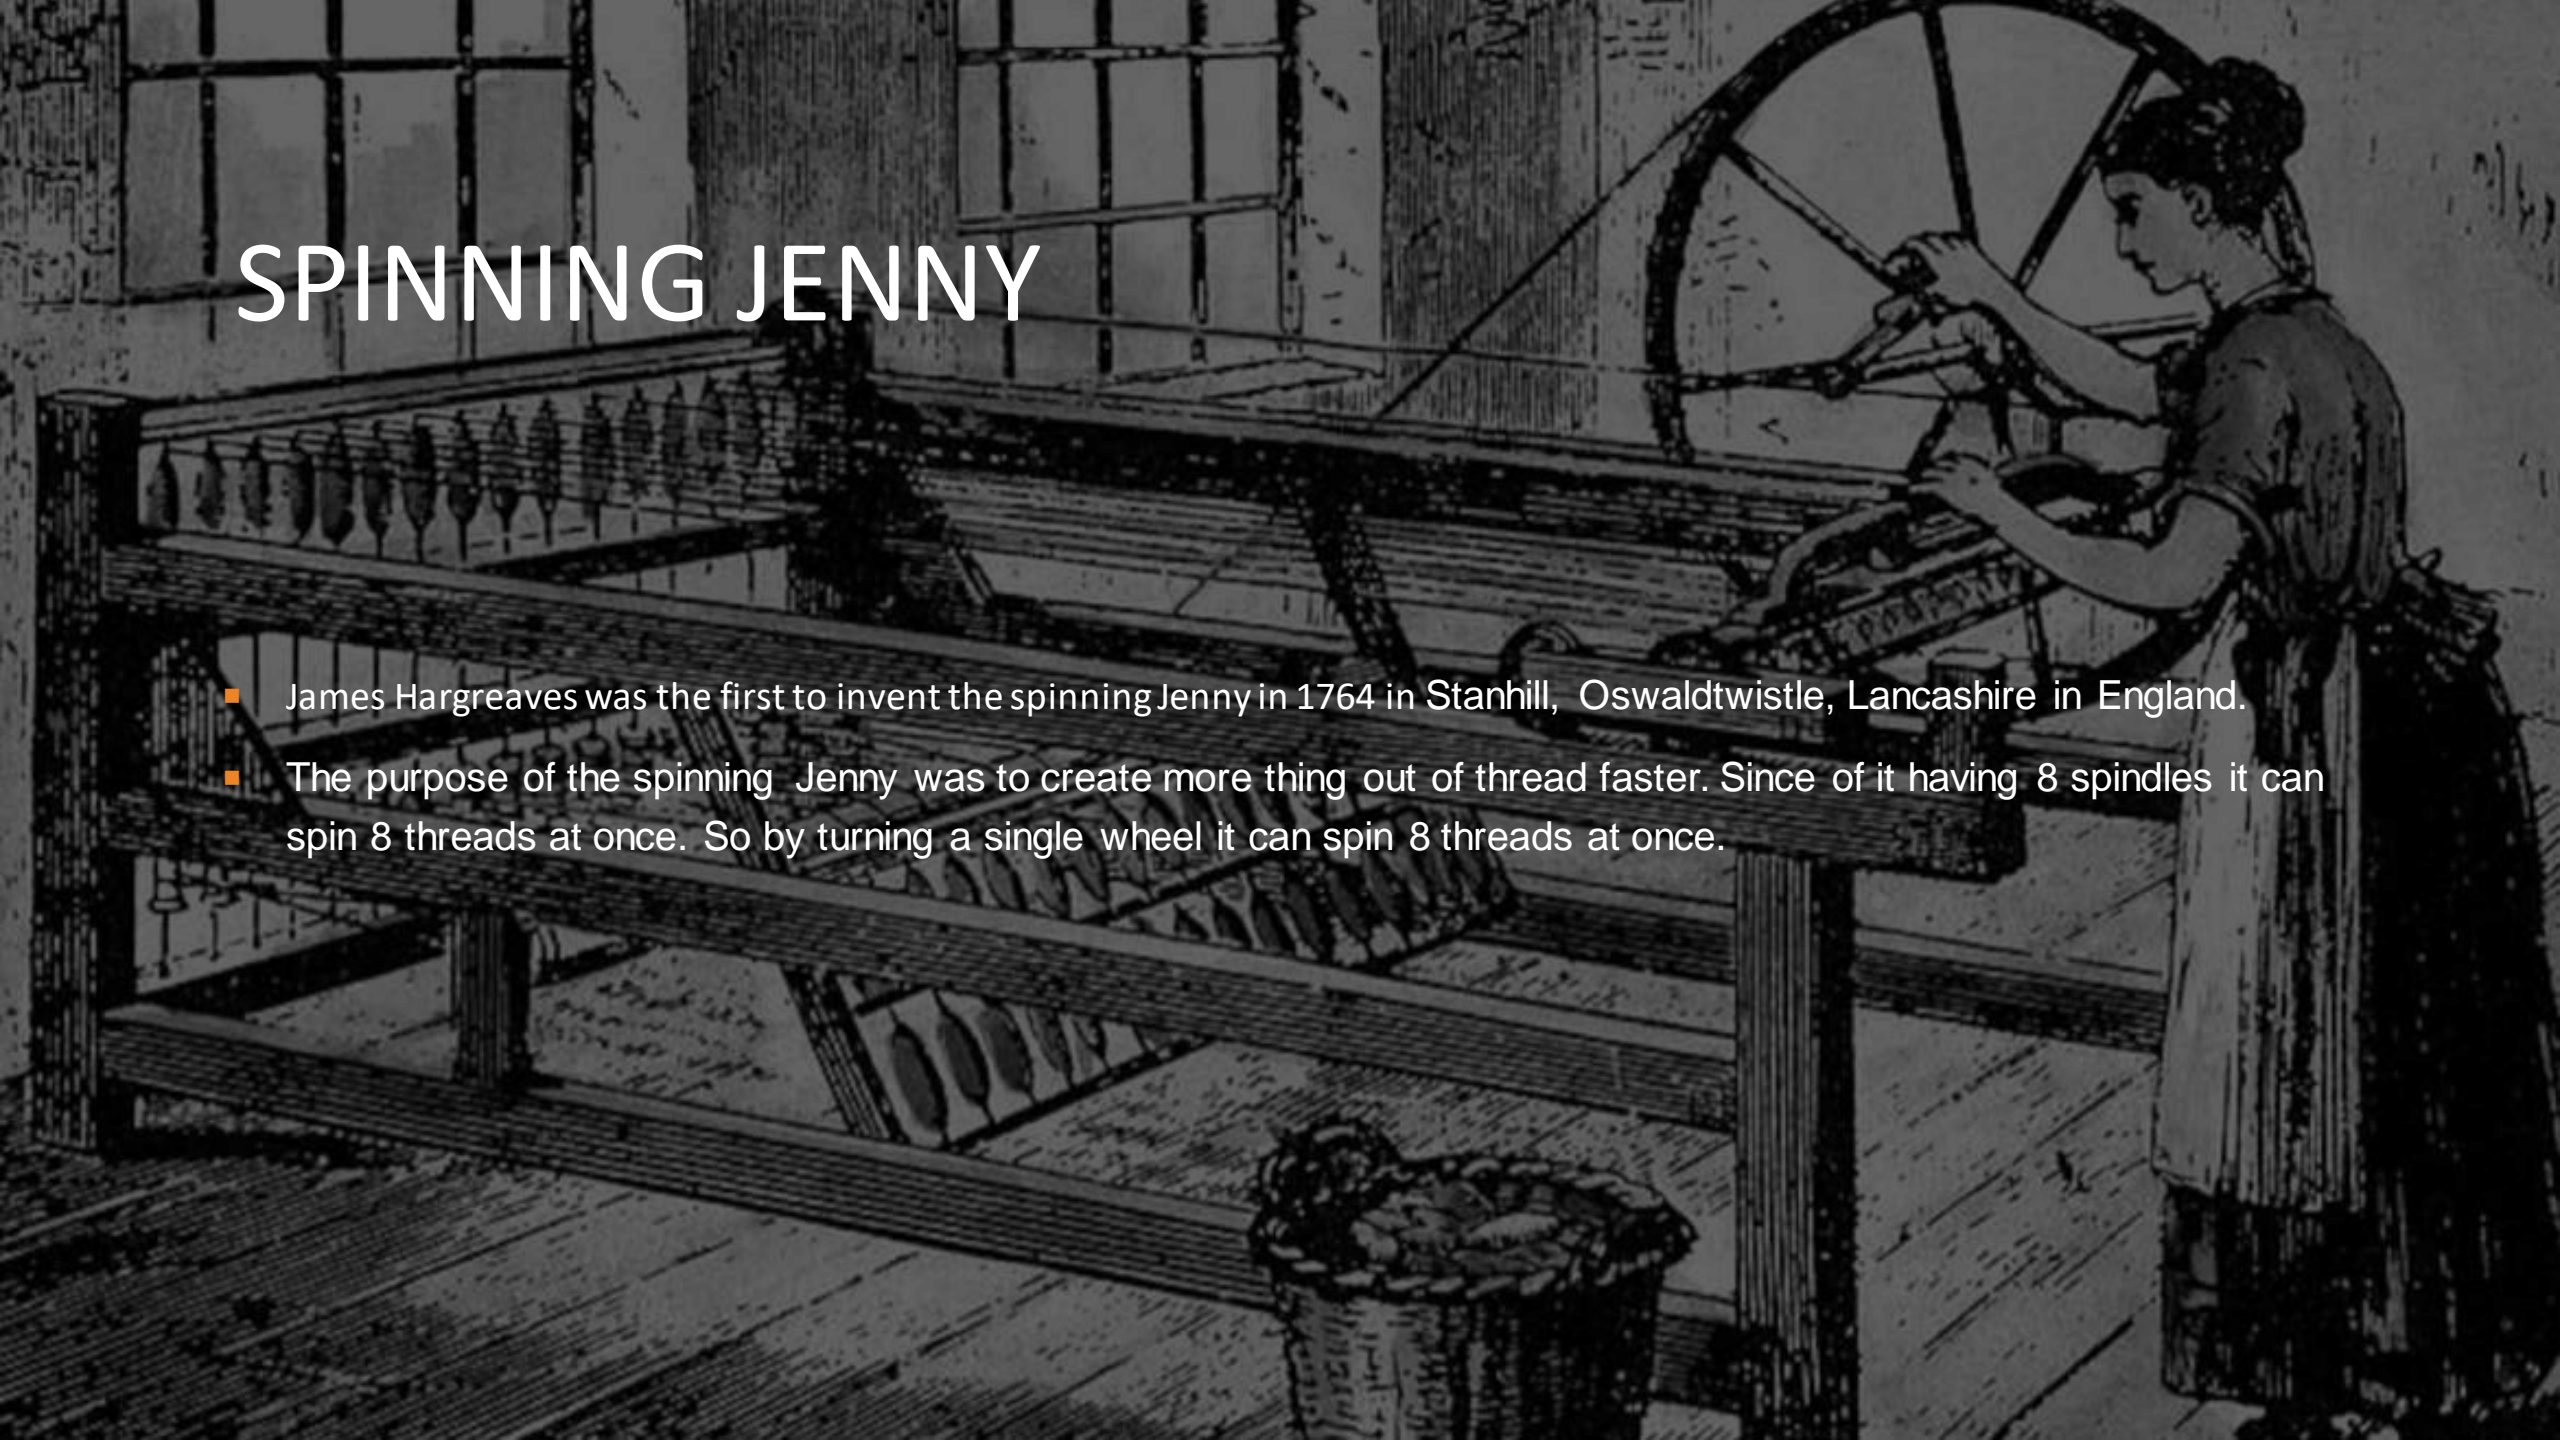 SPINNING JENNY
▪ James Hargreaves was the first to invent the spinning Jenny in 1764 in Stanhill, Oswaldtwistle, Lancashire in England.
▪ The purpose of the spinning Jenny was to create more thing out of thread faster. Since of it having 8 spindles it can
spin 8 threads at once. So by turning a single wheel it can spin 8 threads at once.